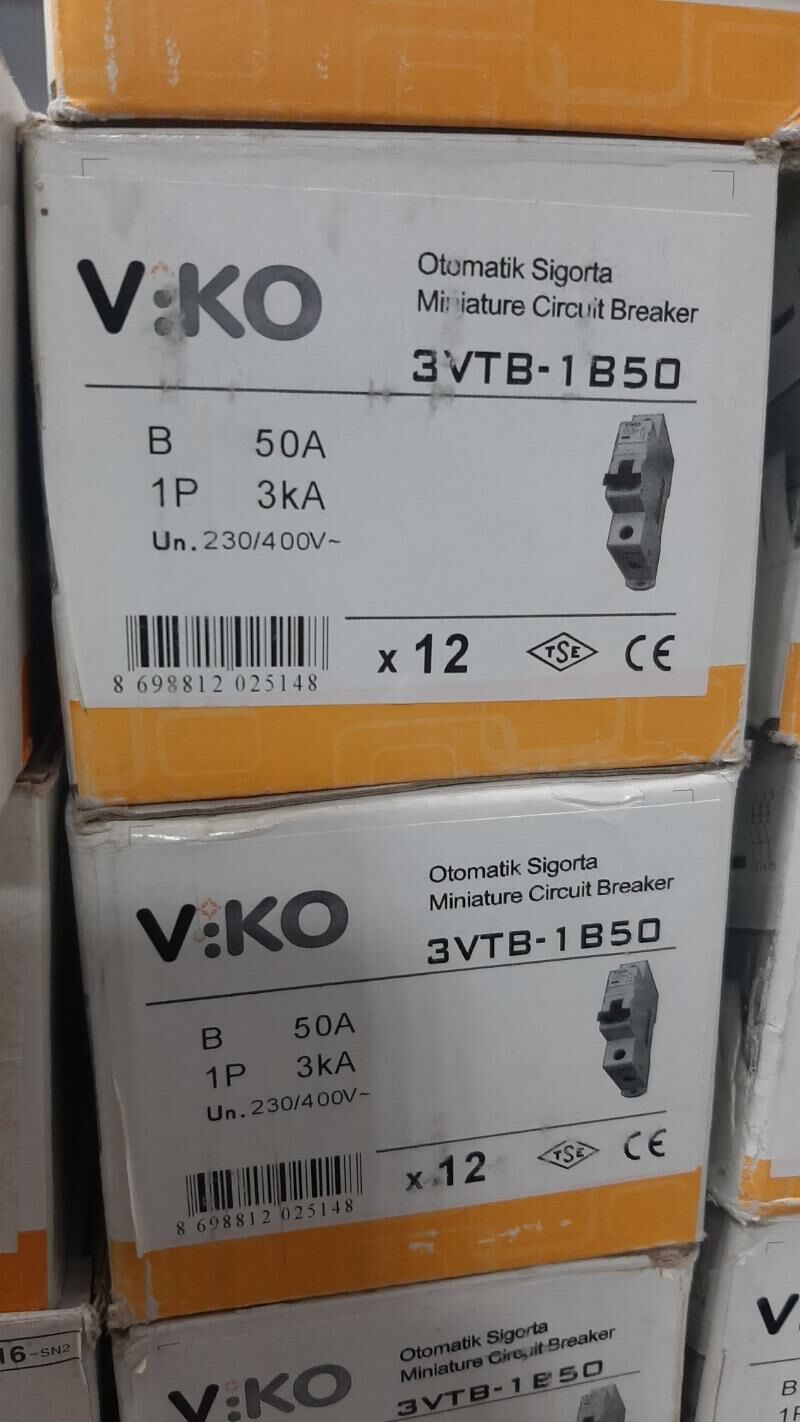 V:KO
Otomatik Sigorta
Miniature Circuit Breaker
3VTB-1B50
B 50A
1P 3kA
Un. 230/400V~
8 698812 025148
x 12
TSE
CE
V:KO
Otomatik Sigorta
Miniature Circuit Breaker
3VTB-1B50
B 50A
1P 3kA
Un. 230/400V~
8 698812 025148
x 12
TSE
CE
16-SN2
V:KO
Otomatik Sigorta
Miniature Circuit Breaker
3VTB-1B50
V
B